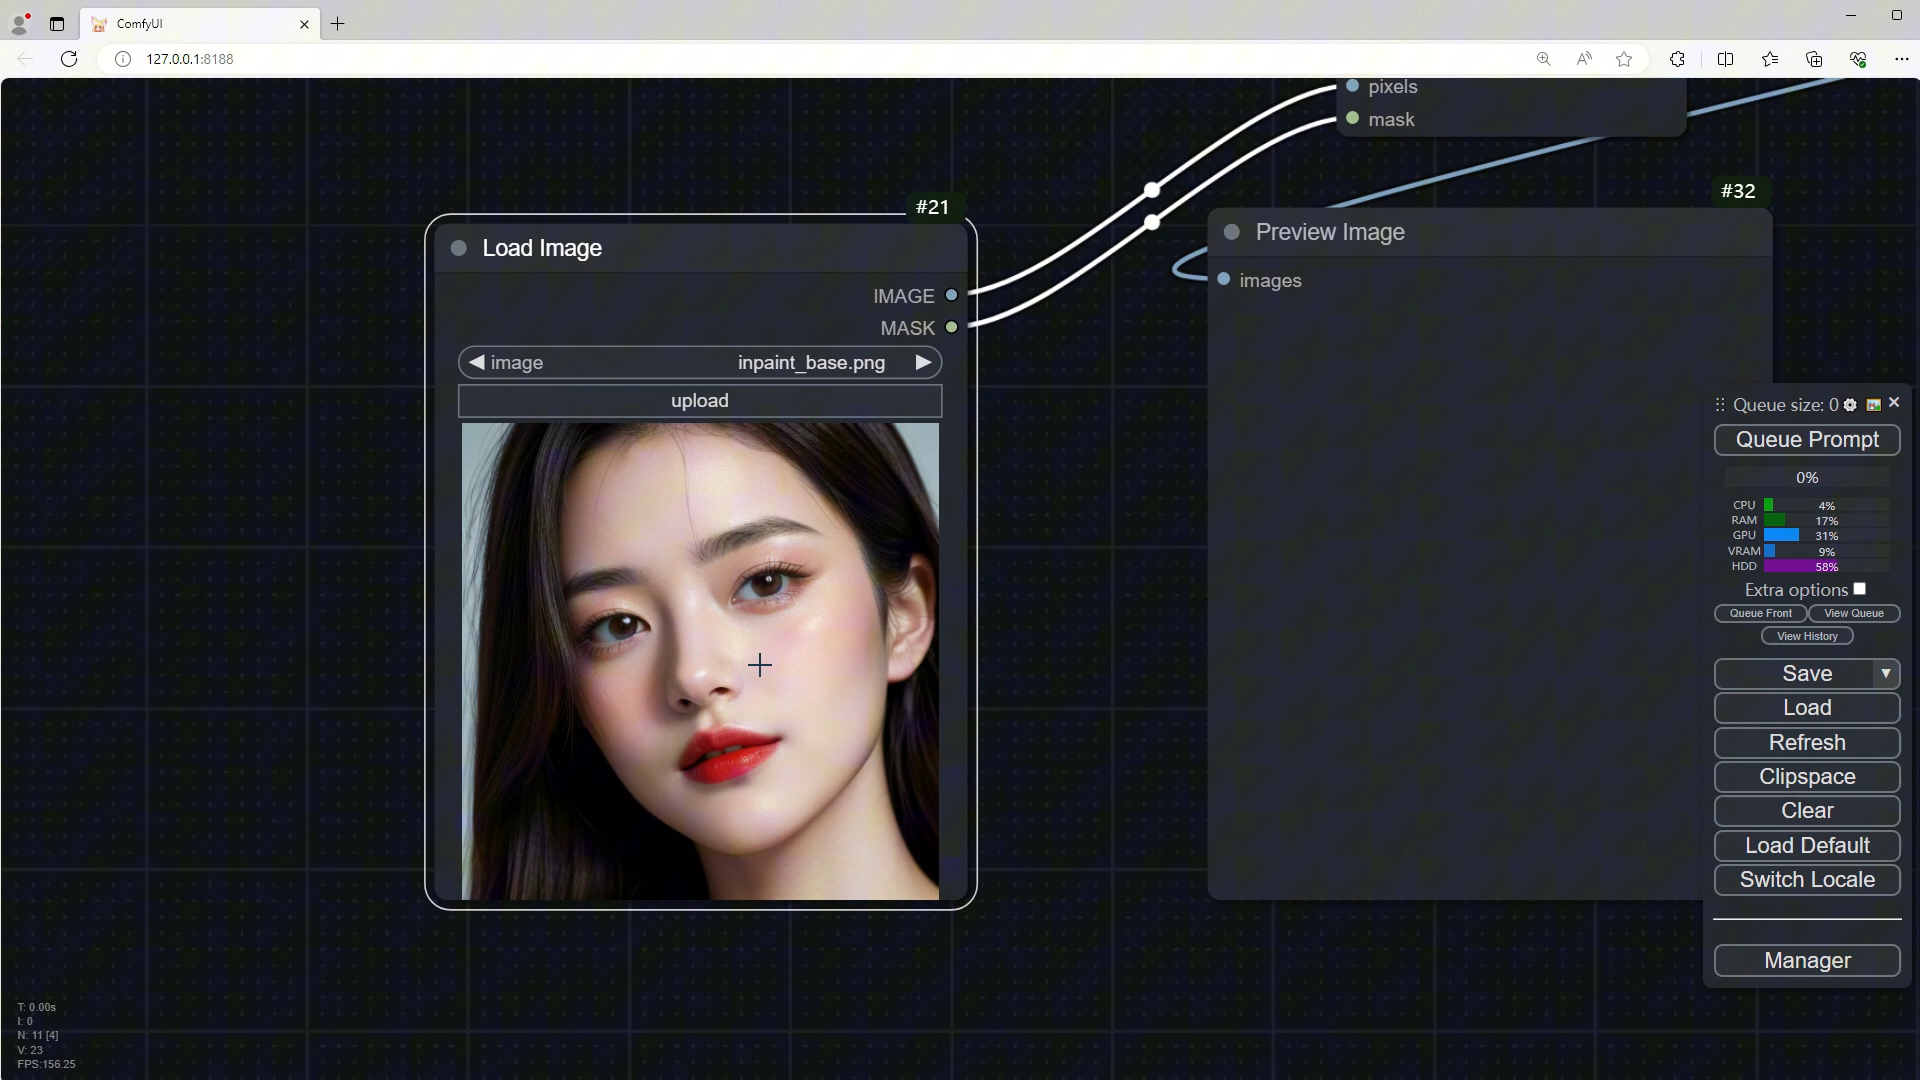 ComfyUI
127.0.0.1:8188
pixels
mask
#21
#32
Load Image
Preview Image
IMAGE
images
MASK
image inpaint_base.png
upload
Queue size: 0
Queue Prompt
0%
CPU 4%
RAM 17%
GPU 31%
VRAM 9%
HDD 58%
Extra options
Queue Front View Queue
View History
Save
Load
Refresh
Clipspace
Clear
Load Default
Switch Locale
Manager
T: 0.00s
I: 0
N: 11 [4]
V: 23
FPS:156.25